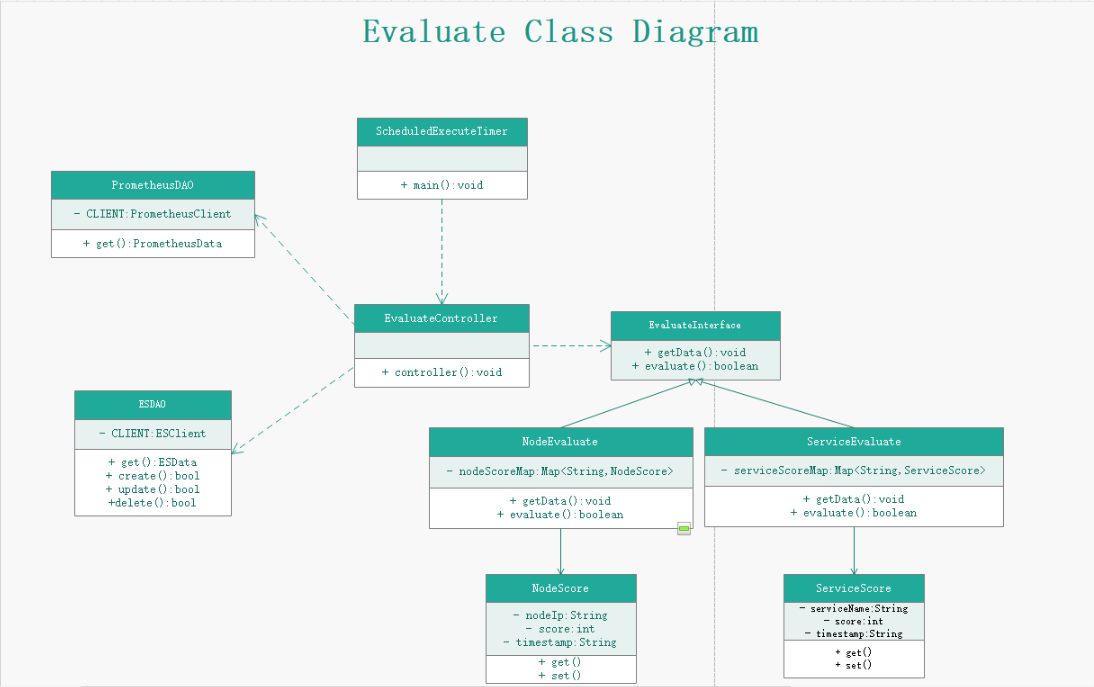 Evaluate Class Diagram
ScheduledExecuteTimer
+ main():void
PrometheusDAO
- CLIENT:PrometheusClient
+ get():PrometheusData
EvaluateController
+ controller():void
EvaluateInterface
+ getData():void
+ evaluate():boolean
ESDAO
- CLIENT:ESClient
+ get():ESData
+ create():bool
+ update():bool
+delete():bool
NodeEvaluate
- nodeScoreMap:Map<String,NodeScore>
+ getData():void
+ evaluate():boolean
ServiceEvaluate
- serviceScoreMap:Map<String,ServiceScore>
+ getData():void
+ evaluate():boolean
NodeScore
- nodeIp:String
- score:int
- timestamp:String
+ get()
+ set()
ServiceScore
- serviceName:String
- score:int
- timestamp:String
+ get()
+ set()